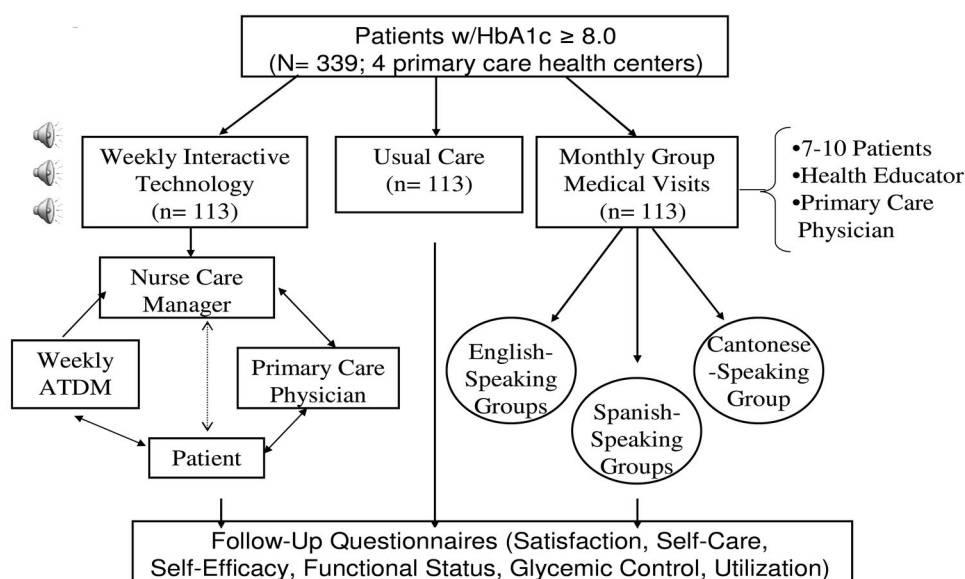 Patients w/HbA1c ≥ 8.0
(N= 339; 4 primary care health centers)
Weekly Interactive
Technology
(n= 113)
Usual Care
(n= 113)
Monthly Group
Medical Visits
(n= 113)
•7-10 Patients
•Health Educator
•Primary Care
Physician
Nurse Care
Manager
Weekly
ATDM
Primary Care
Physician
Patient
English-
Speaking
Groups
Spanish-
Speaking
Groups
Cantonese
-Speaking
Group
Follow-Up Questionnaires (Satisfaction, Self-Care,
Self-Efficacy, Functional Status, Glycemic Control, Utilization)